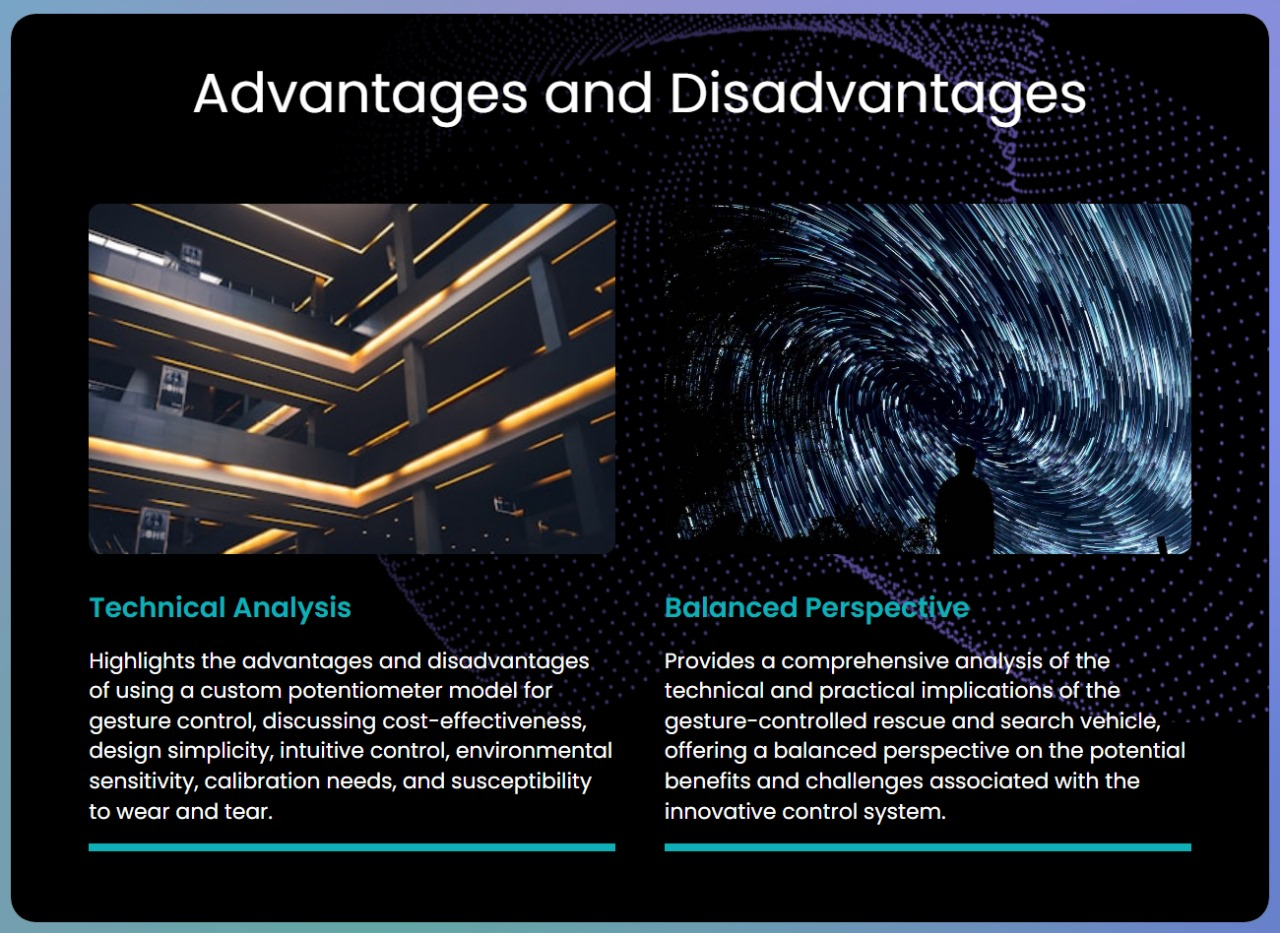 Advantages and Disadvantages
Technical Analysis
Highlights the advantages and disadvantages
of using a custom potentiometer model for
gesture control, discussing cost-effectiveness,
design simplicity, intuitive control, environmental
sensitivity, calibration needs, and susceptibility
to wear and tear.
Balanced Perspective
Provides a comprehensive analysis of the
technical and practical implications of the
gesture-controlled rescue and search vehicle,
offering a balanced perspective on the potential
benefits and challenges associated with the
innovative control system.